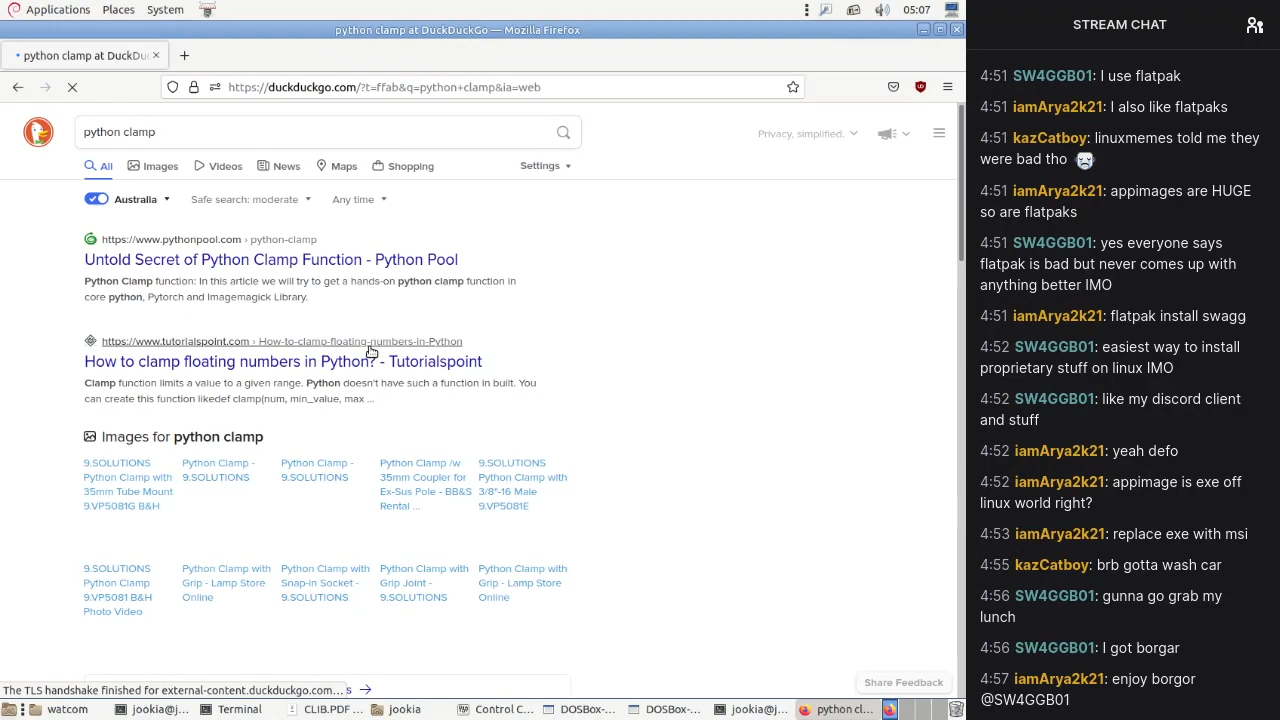 Applications Places System
05:07
python clamp at DuckDuckGo — Mozilla Firefox
python clamp at DuckDuc
https://duckduckgo.com/?t=ffab&q=python+clamp&ia=web
python clamp
Privacy, simplified.
All Images Videos News Maps Shopping Settings
Australia Safe search: moderate Any time
https://www.pythonpool.com › python-clamp
Untold Secret of Python Clamp Function - Python Pool
Python Clamp function: In this article we will try to get a hands-on python clamp function in
core python, Pytorch and Imagemagick Library.
https://www.tutorialspoint.com › How-to-clamp-floating-numbers-in-Python
How to clamp floating numbers in Python? - Tutorialspoint
Clamp function limits a value to a given range. Python doesn't have such a function in built. You
can create this function likedef clamp(num, min_value, max ...
Images for python clamp
9.SOLUTIONS
Python Clamp with
35mm Tube Mount
9.VP5081G B&H
Python Clamp -
9.SOLUTIONS
Python Clamp -
9.SOLUTIONS
Python Clamp /w
35mm Coupler for
Ex-Sus Pole - BB&S
Rental ...
9.SOLUTIONS
Python Clamp with
3/8"-16 Male
9.VP5081E
9.SOLUTIONS
Python Clamp
9.VP5081 B&H
Photo Video
Python Clamp with
Grip - Lamp Store
Online
Python Clamp with
Snap-in Socket -
9.SOLUTIONS
Python Clamp with
Grip Joint -
9.SOLUTIONS
Python Clamp with
Grip - Lamp Store
Online
Share Feedback
The TLS handshake finished for external-content.duckduckgo.com… s
watcom jookia@j... Terminal CLIB.PDF ... jookia Control C... DOSBox-... DOSBox-... jookia@j... python cl...
STREAM CHAT
4:51 SW4GGB01: I use flatpak
4:51 iamArya2k21: I also like flatpaks
4:51 kazCatboy: linuxmemes told me they
were bad tho
4:51 iamArya2k21: appimages are HUGE
so are flatpaks
4:51 SW4GGB01: yes everyone says
flatpak is bad but never comes up with
anything better IMO
4:51 iamArya2k21: flatpak install swagg
4:52 SW4GGB01: easiest way to install
proprietary stuff on linux IMO
4:52 SW4GGB01: like my discord client
and stuff
4:52 iamArya2k21: yeah defo
4:52 iamArya2k21: appimage is exe off
linux world right?
4:53 iamArya2k21: replace exe with msi
4:55 kazCatboy: brb gotta wash car
4:56 SW4GGB01: gunna go grab my
lunch
4:56 SW4GGB01: I got borgar
4:57 iamArya2k21: enjoy borgor
@SW4GGB01